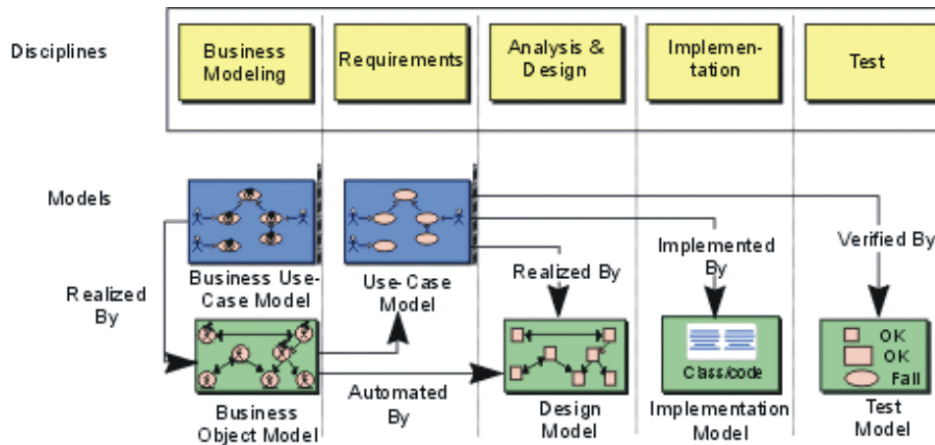 Disciplines
Business
Modeling
Requirements
Analysis &
Design
Implemen-
tation
Test
Models
Business Use-
Case Model
Use- Case
Model
Realized
By
Realized By
Implemented
By
Verified By
Automated
By
Class/code
OK
OK
Fail
Business
Object Model
Design Model
Implementation Model
Test
Model